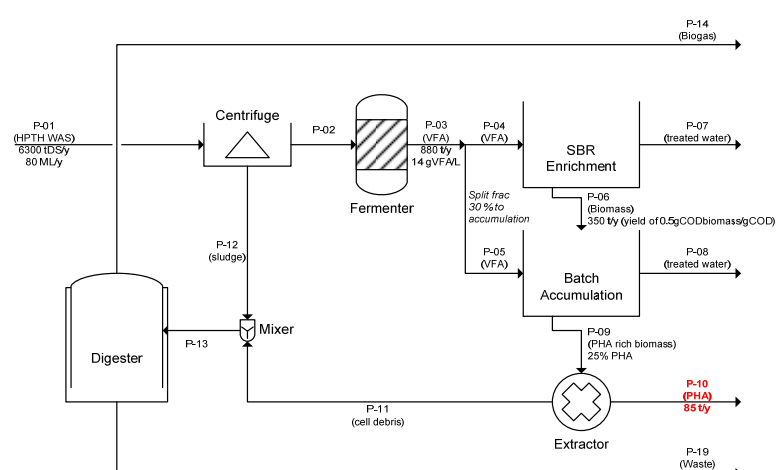 P-14
(Biogas)
P-01
(HPTH WAS)
6300 tDS/y
80 ML/y
Centrifuge
P-02
P-03
(VFA)
880 t/y
14 gVFA/L
Fermenter
P-04
(VFA)
SBR
Enrichment
P-07
(treated water)
Split frac
30 % to
accumulation
P-06
(Biomass)
350 t/y (yield of 0.5gCODbiomass/gCOD)
P-12
(sludge)
P-05
(VFA)
Batch
Accumulation
P-08
(treated water)
Mixer
P-13
Digester
P-09
(PHA rich biomass)
25% PHA
P-10
(PHA)
85 t/y
P-11
(cell debris)
Extractor
P-19
(Waste)